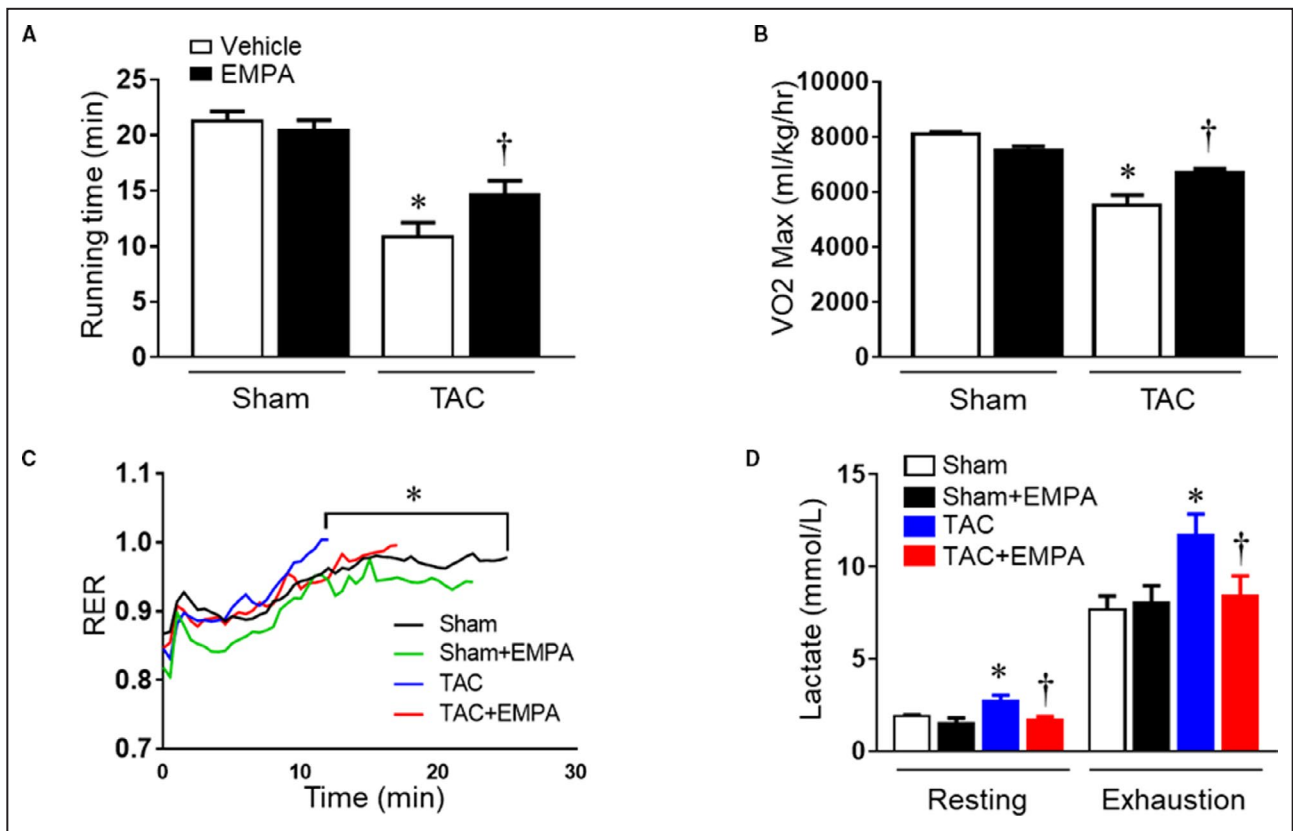 A
Vehicle
EMPA
Running time (min)
25
20
15
10
5
0
*
†
Sham
TAC
B
VO2 Max (ml/kg/hr)
10000
8000
6000
4000
2000
0
*
†
Sham
TAC
C
RER
1.1
1.0
0.9
0.8
0.7
*
Sham
Sham+EMPA
TAC
TAC+EMPA
0 10 20 30
Time (min)
D
Sham
Sham+EMPA
TAC
TAC+EMPA
Lactate (mmol/L)
15
10
5
0
*
†
*
†
Resting
Exhaustion